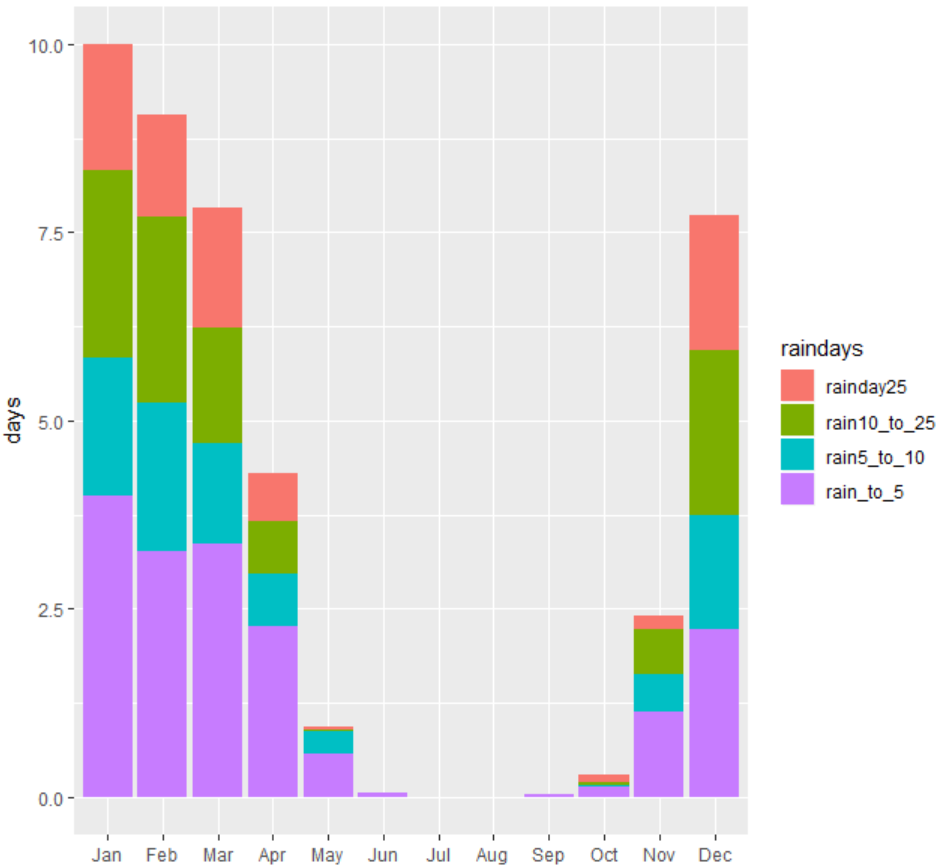 10.0
7.5
5.0
2.5
0.0
days
Jan Feb Mar Apr May Jun Jul Aug Sep Oct Nov Dec
raindays
rainday25
rain10_to_25
rain5_to_10
rain_to_5